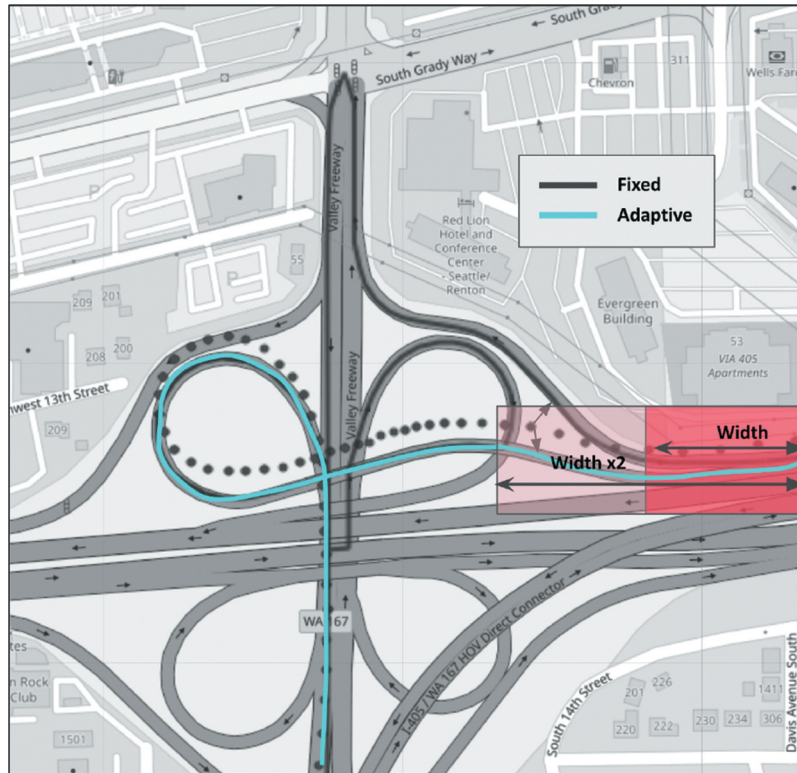 South Grady
South Grady Way
Chevron
311
Wells Farg
Fixed
Adaptive
Valley Freeway
P
Red Lion
Hotel and
Conference
Center
- Seattle/
Renton
55
P
Evergreen
Building
209
201
208
200
53
VIA 405
Apartments
hwest 13th Street
209
Valley Freeway
Width
Width x2
WA 167
I-405 / WA 167 HOV Direct Connector
tes
n Rock
Club
1501
South 14th Street
Davis Avenue South
226
201
220
222
230
234
306
1411